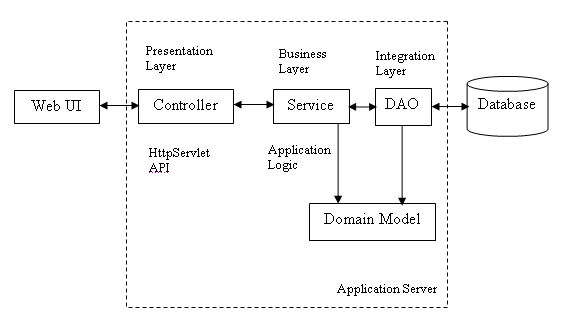 Presentation
Layer
Business
Layer
Integration
Layer
Web UI
Controller
Service
DAO
Database
HttpServlet
API
Application
Logic
Domain Model
Application Server